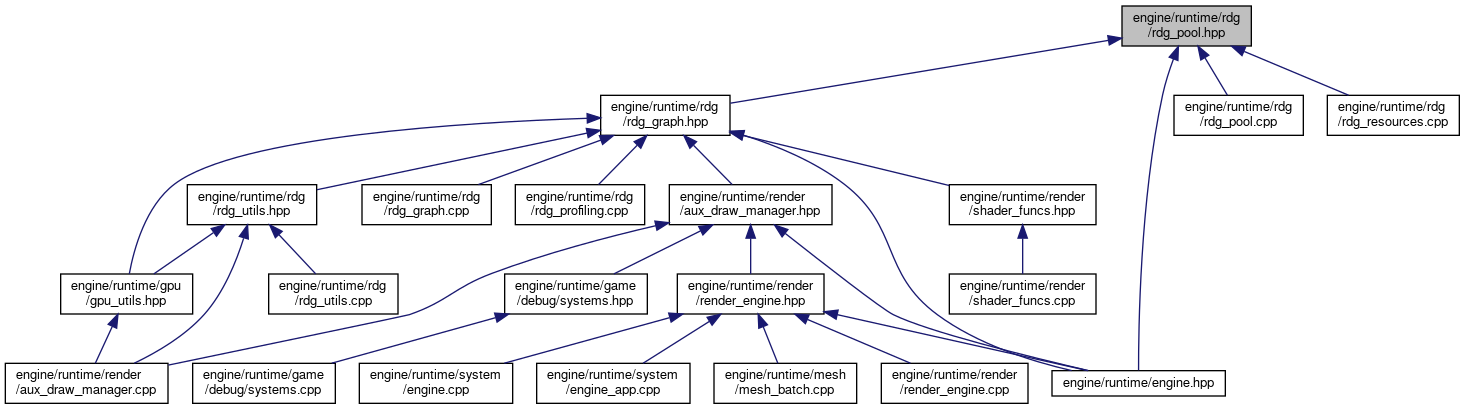 engine/runtime/rdg
/rdg_pool.hpp
engine/runtime/rdg
/rdg_graph.hpp
engine/runtime/rdg
/rdg_pool.cpp
engine/runtime/rdg
/rdg_resources.cpp
engine/runtime/rdg
/rdg_utils.hpp
engine/runtime/rdg
/rdg_graph.cpp
engine/runtime/rdg
/rdg_profiling.cpp
engine/runtime/render
/aux_draw_manager.hpp
engine/runtime/render
/shader_funcs.hpp
engine/runtime/gpu
/gpu_utils.hpp
engine/runtime/rdg
/rdg_utils.cpp
engine/runtime/game
/debug/systems.hpp
engine/runtime/render
/render_engine.hpp
engine/runtime/render
/shader_funcs.cpp
engine/runtime/render
/aux_draw_manager.cpp
engine/runtime/game
/debug/systems.cpp
engine/runtime/system
/engine.cpp
engine/runtime/system
/engine_app.cpp
engine/runtime/mesh
/mesh_batch.cpp
engine/runtime/render
/render_engine.cpp
engine/runtime/engine.hpp